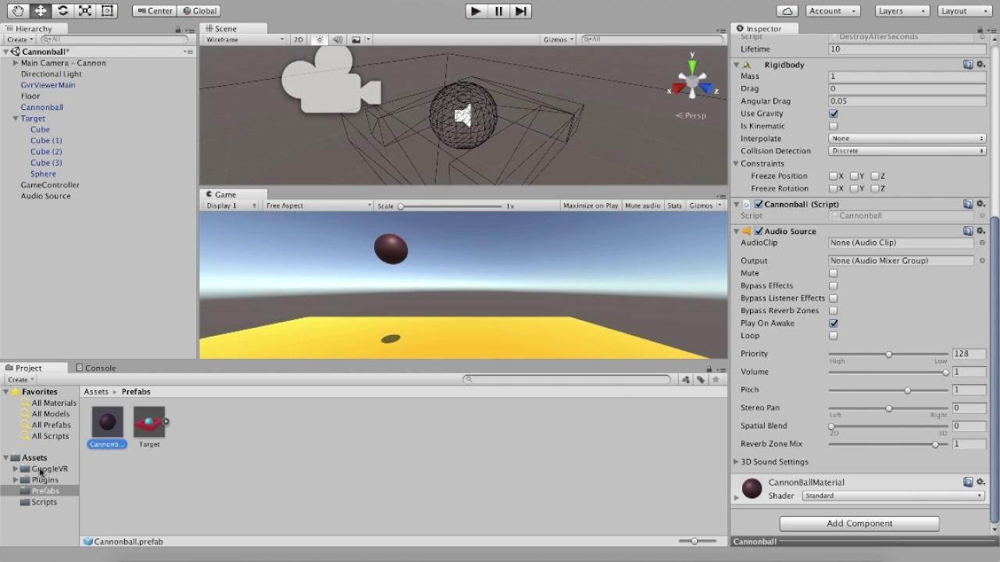 Center Global Account Layers Layout
Hierarchy
Create All
Cannonball*
Main Camera - Cannon
Directional Light
GvrViewerMain
Floor
Cannonball
Target
Cube
Cube (1)
Cube (2)
Cube (3)
Sphere
GameController
Audio Source
Scene
Wireframe 2D Gizmos All
y
x z
Persp
Game
Display 1 Free Aspect Scale 1x Maximize on Play Mute audio Stats Gizmos
Project Console
Create
Favorites
All Materials
All Models
All Prefabs
All Scripts
Assets
GoogleVR
Plugins
Prefabs
Scripts
Assets Prefabs
Cannonb... Target
Cannonball.prefab
Inspector
Script DestroyAfterSeconds
Lifetime 10
Rigidbody
Mass 1
Drag 0
Angular Drag 0.05
Use Gravity
Is Kinematic
Interpolate None
Collision Detection Discrete
Constraints
Freeze Position X Y Z
Freeze Rotation X Y Z
Cannonball (Script)
Script Cannonball
Audio Source
AudioClip None (Audio Clip)
Output None (Audio Mixer Group)
Mute
Bypass Effects
Bypass Listener Effects
Bypass Reverb Zones
Play On Awake
Loop
Priority 128
High Low
Volume 1
Pitch 1
Stereo Pan 0
Left Right
Spatial Blend 0
2D 3D
Reverb Zone Mix 1
3D Sound Settings
CannonBallMaterial
Shader Standard
Add Component
Cannonball